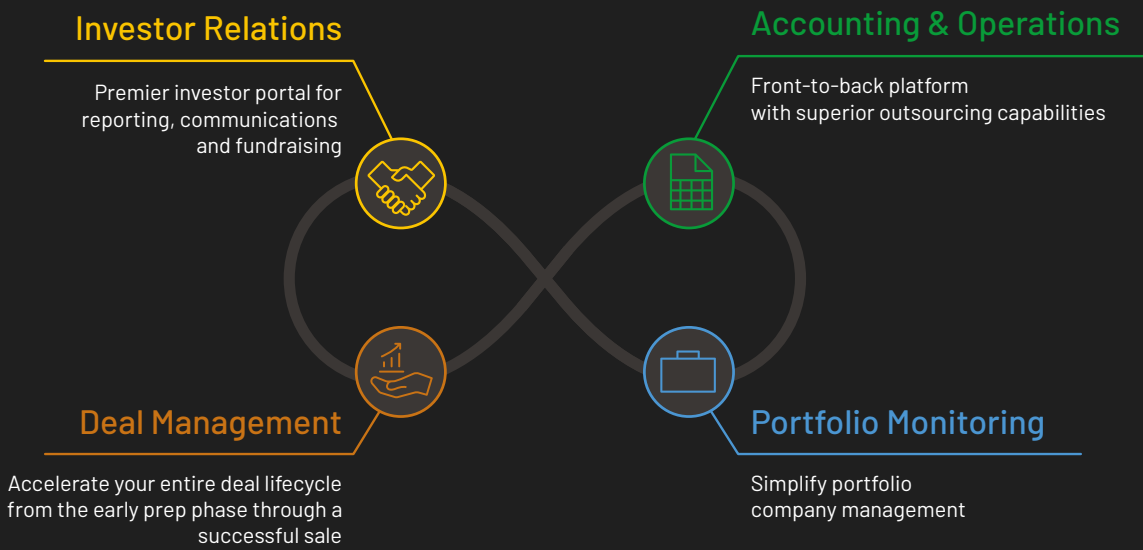 Investor Relations
Premier investor portal for
reporting, communications
and fundraising
Accounting & Operations
Front-to-back platform
with superior outsourcing capabilities
Deal Management
Accelerate your entire deal lifecycle
from the early prep phase through a
successful sale
Portfolio Monitoring
Simplify portfolio
company management